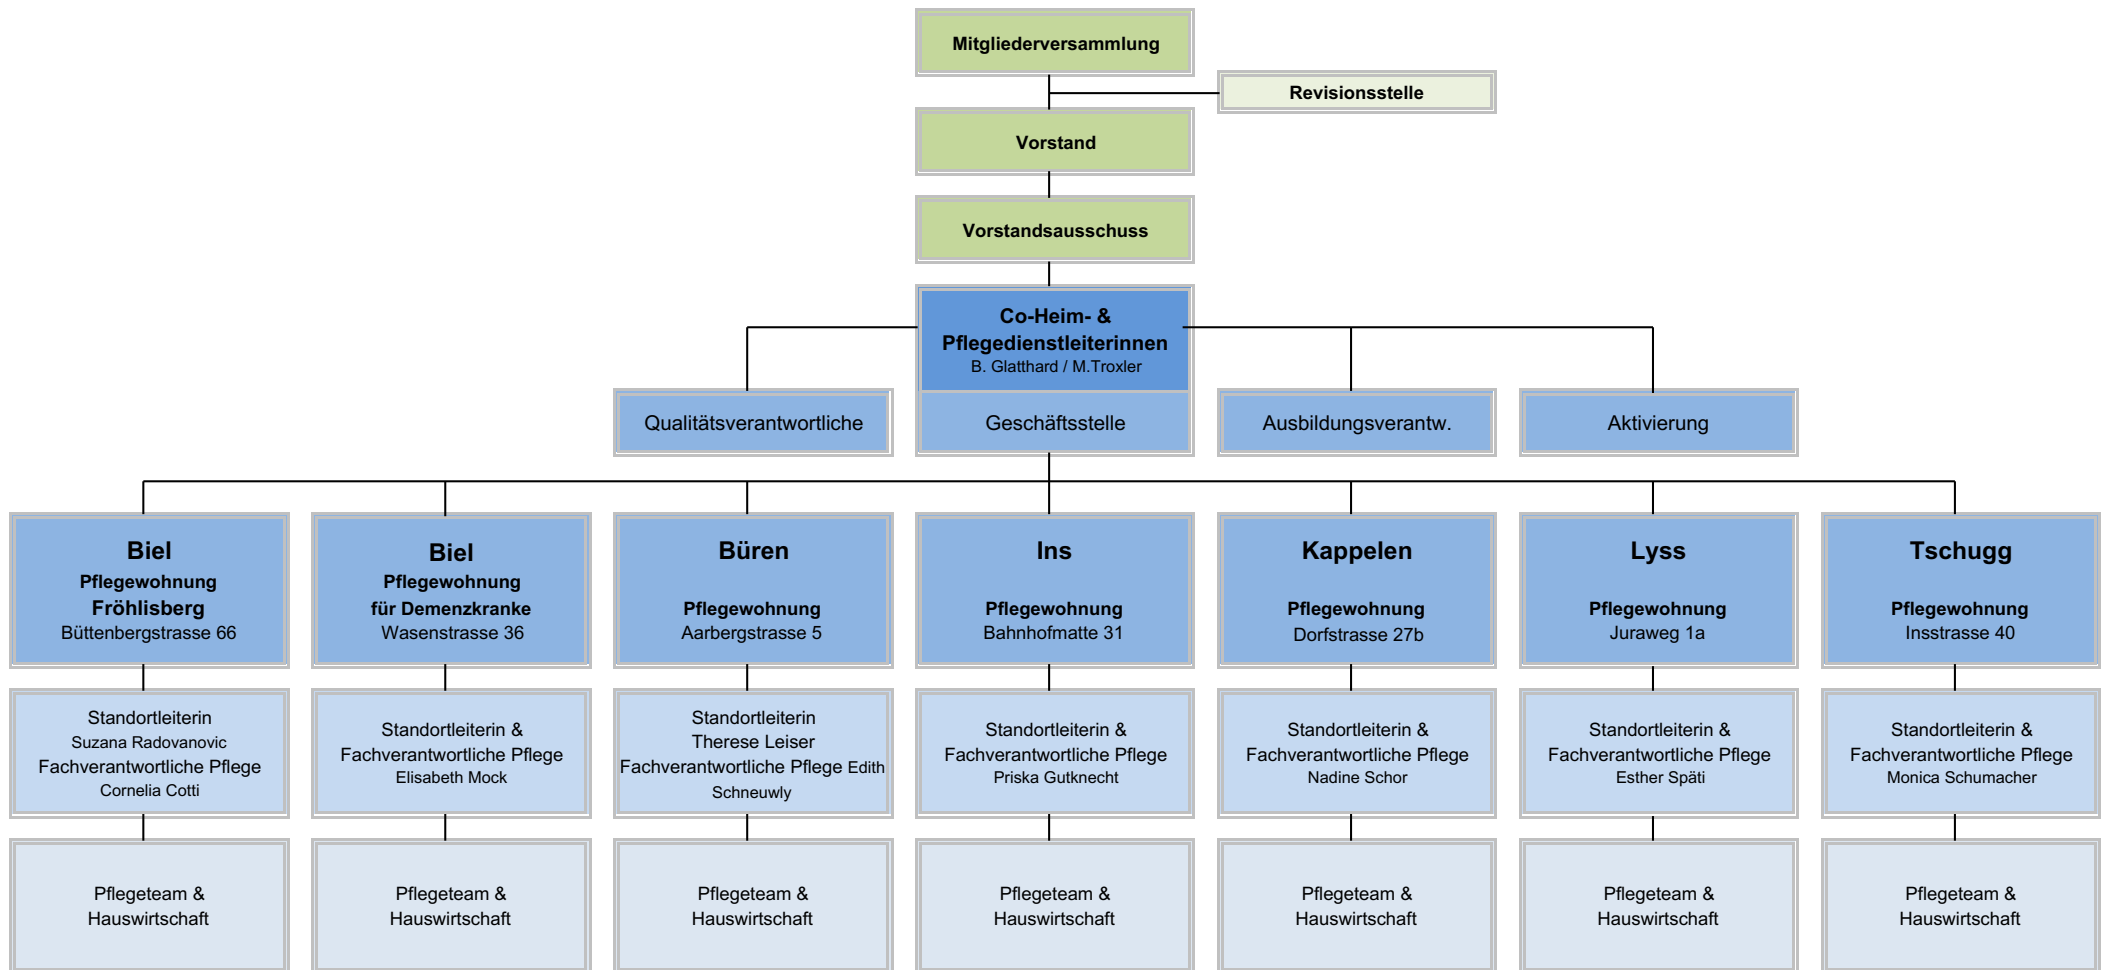 Mitgliederversammlung
Revisionsstelle
Vorstand
Vorstandsausschuss
Co-Heim- &
Pflegedienstleiterinnen
B. Glatthard / M.Troxler
Qualitätsverantwortliche
Geschäftsstelle
Ausbildungsverantw.
Aktivierung
Biel
Pflegewohnung
Fröhlisberg
Büttenbergstrasse 66
Biel
Pflegewohnung
für Demenzkranke
Wasenstrasse 36
Büren
Pflegewohnung
Aarbergstrasse 5
Ins
Pflegewohnung
Bahnhofmatte 31
Kappelen
Pflegewohnung
Dorfstrasse 27b
Lyss
Pflegewohnung
Juraweg 1a
Tschugg
Pflegewohnung
Insstrasse 40
Standortleiterin
Suzana Radovanovic
Fachverantwortliche Pflege
Cornelia Cotti
Standortleiterin &
Fachverantwortliche Pflege
Elisabeth Mock
Standortleiterin
Therese Leiser
Fachverantwortliche Pflege Edith
Schneuwly
Standortleiterin &
Fachverantwortliche Pflege
Priska Gutknecht
Standortleiterin &
Fachverantwortliche Pflege
Nadine Schor
Standortleiterin &
Fachverantwortliche Pflege
Esther Späti
Standortleiterin &
Fachverantwortliche Pflege
Monica Schumacher
Pflegeteam &
Hauswirtschaft
Pflegeteam &
Hauswirtschaft
Pflegeteam &
Hauswirtschaft
Pflegeteam &
Hauswirtschaft
Pflegeteam &
Hauswirtschaft
Pflegeteam &
Hauswirtschaft
Pflegeteam &
Hauswirtschaft